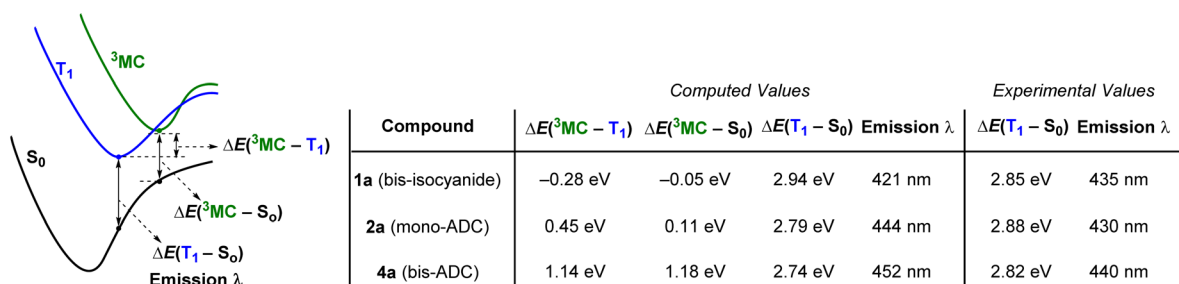 ³MC
T₁
S₀
ΔE(³MC – T₁)
ΔE(³MC – Sₒ)
ΔE(T₁ – Sₒ)
Emission λ
Computed Values Experimental Values
Compound ΔE(³MC – T₁) ΔE(³MC – S₀) ΔE(T₁ – S₀) Emission λ ΔE(T₁ – S₀) Emission λ
1a (bis-isocyanide) –0.28 eV –0.05 eV 2.94 eV 421 nm 2.85 eV 435 nm
2a (mono-ADC) 0.45 eV 0.11 eV 2.79 eV 444 nm 2.88 eV 430 nm
4a (bis-ADC) 1.14 eV 1.18 eV 2.74 eV 452 nm 2.82 eV 440 nm